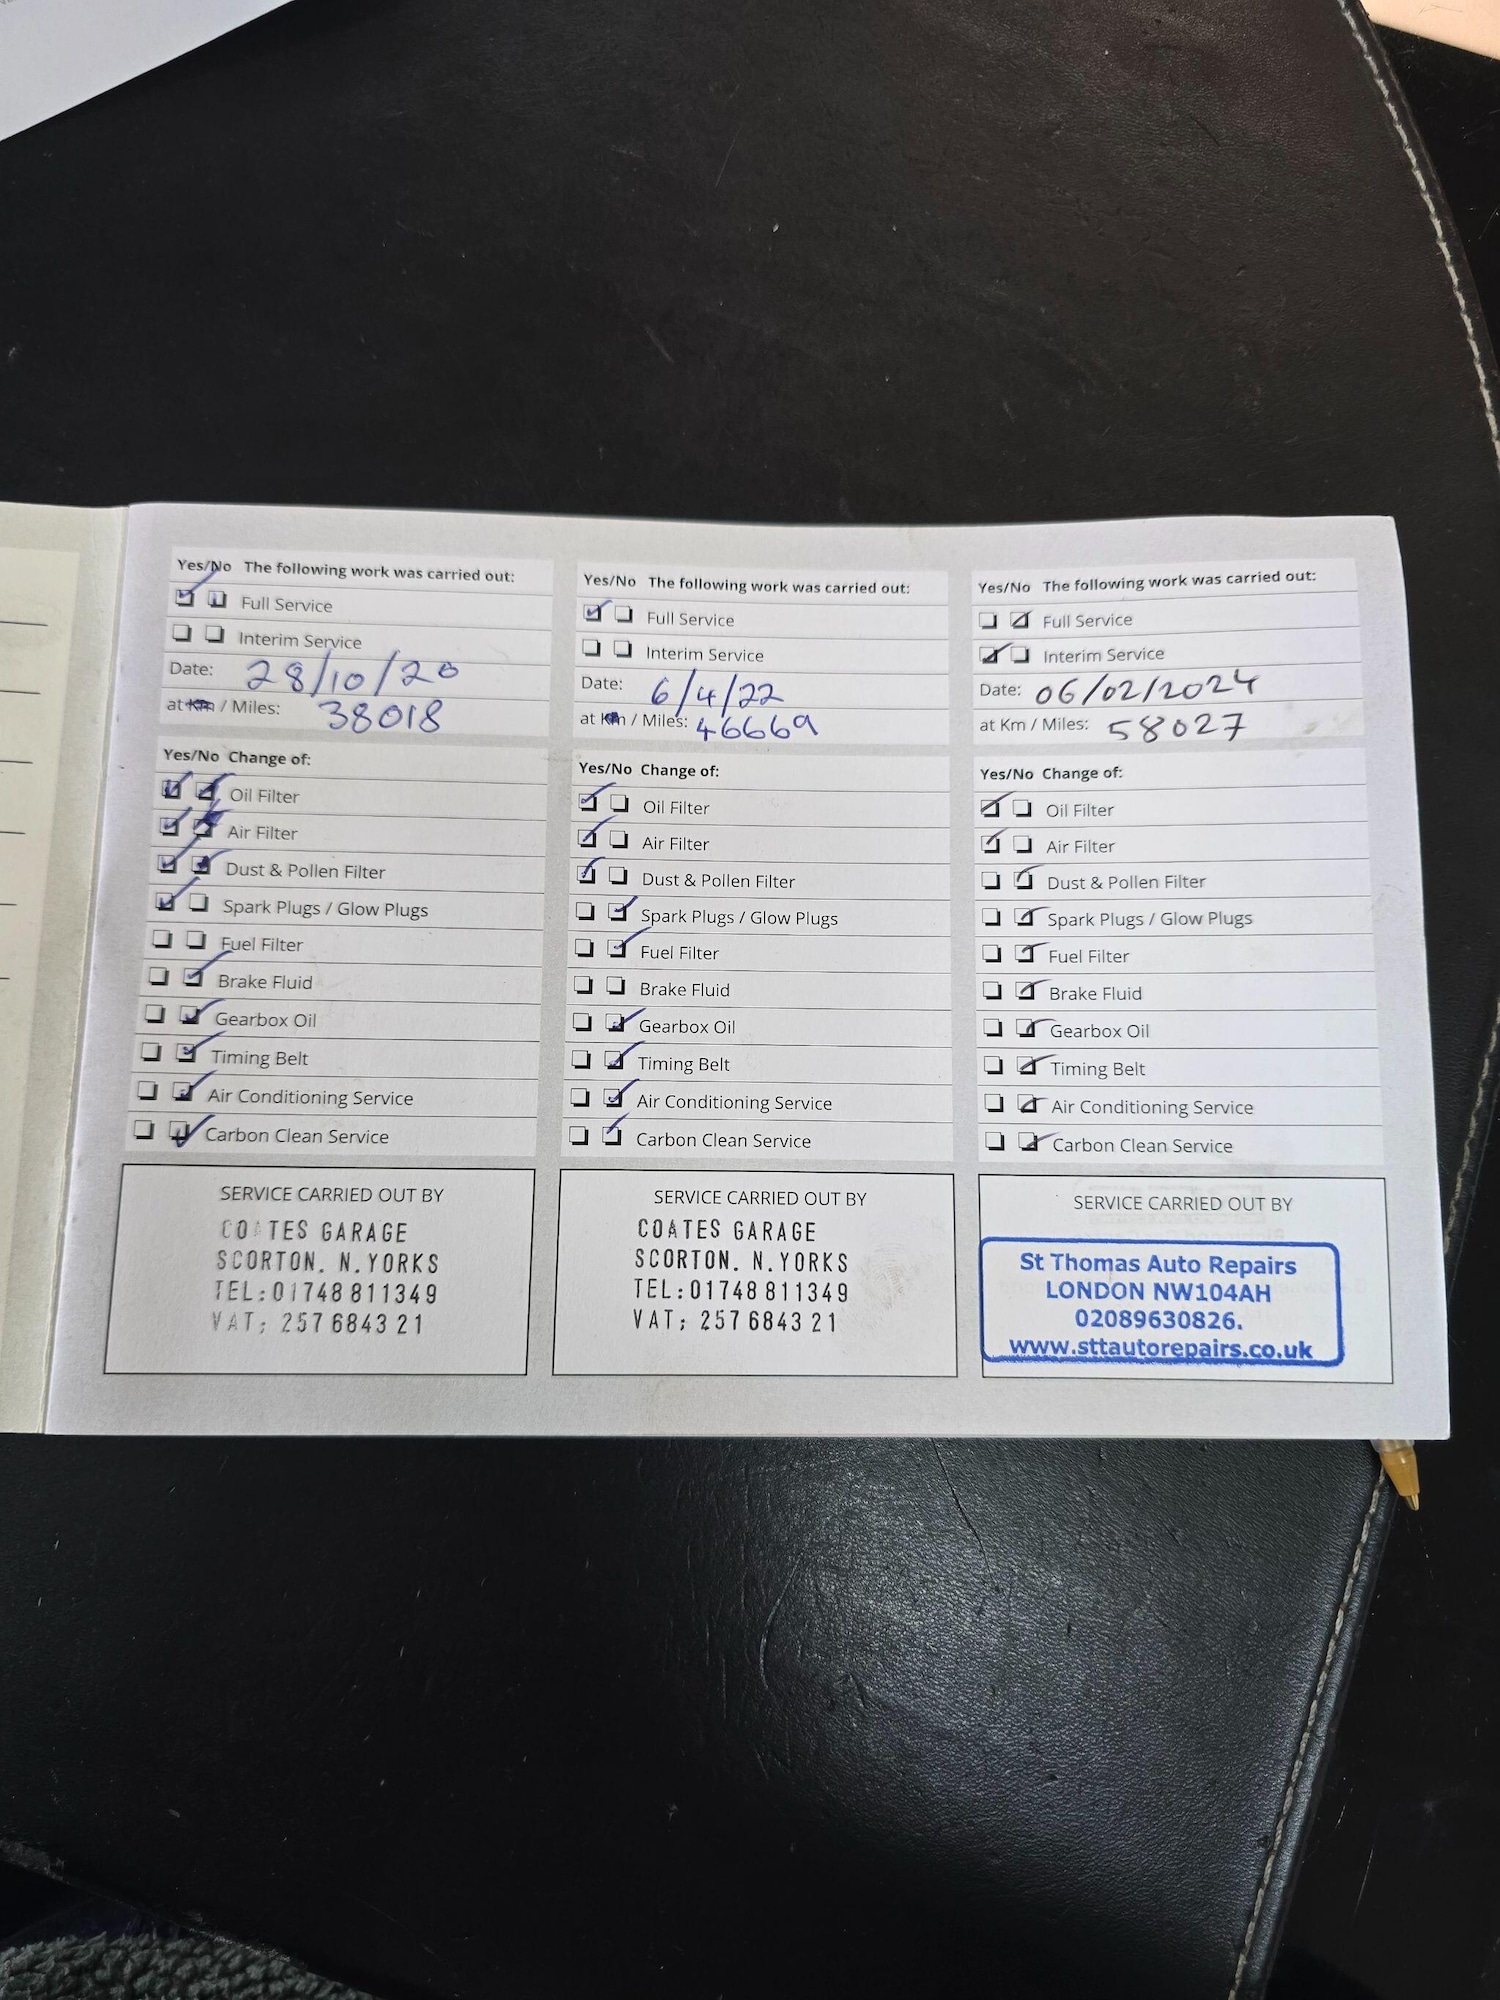 Yes/No The following work was carried out:
Full Service
Interim Service
Date: 28/10/20
at Km / Miles: 38018
Yes/No Change of:
Oil Filter
Air Filter
Dust & Pollen Filter
Spark Plugs / Glow Plugs
Fuel Filter
Brake Fluid
Gearbox Oil
Timing Belt
Air Conditioning Service
Carbon Clean Service
SERVICE CARRIED OUT BY
COATES GARAGE
SCORTON. N.YORKS
TEL:01748 811349
VAT: 257 6843 21
Yes/No The following work was carried out:
Full Service
Interim Service
Date: 6/4/22
at Km / Miles: 46669
Yes/No Change of:
Oil Filter
Air Filter
Dust & Pollen Filter
Spark Plugs / Glow Plugs
Fuel Filter
Brake Fluid
Gearbox Oil
Timing Belt
Air Conditioning Service
Carbon Clean Service
SERVICE CARRIED OUT BY
COATES GARAGE
SCORTON. N.YORKS
TEL:01748 811349
VAT: 257 6843 21
Yes/No The following work was carried out:
Full Service
Interim Service
Date: 06/02/2024
at Km / Miles: 58027
Yes/No Change of:
Oil Filter
Air Filter
Dust & Pollen Filter
Spark Plugs / Glow Plugs
Fuel Filter
Brake Fluid
Gearbox Oil
Timing Belt
Air Conditioning Service
Carbon Clean Service
SERVICE CARRIED OUT BY
St Thomas Auto Repairs
LONDON NW104AH
02089630826.
www.sttautorepairs.co.uk